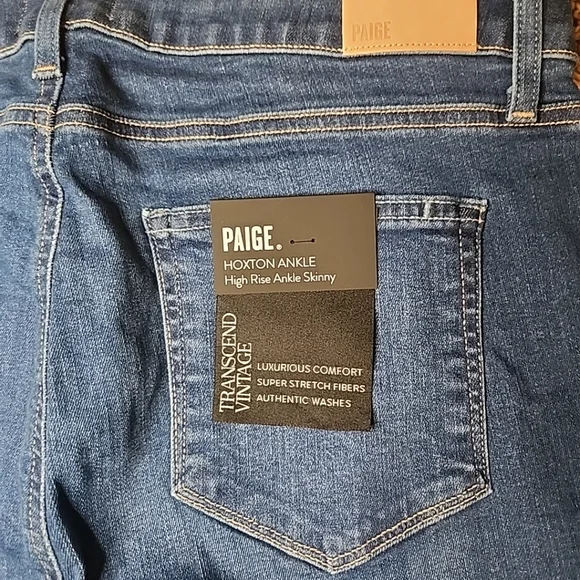 PAIGE
PAIGE.
HOXTON ANKLE
High Rise Ankle Skinny
TRANSCEND
VINTAGE
LUXURIOUS COMFORT
SUPER STRETCH FIBERS
AUTHENTIC WASHES